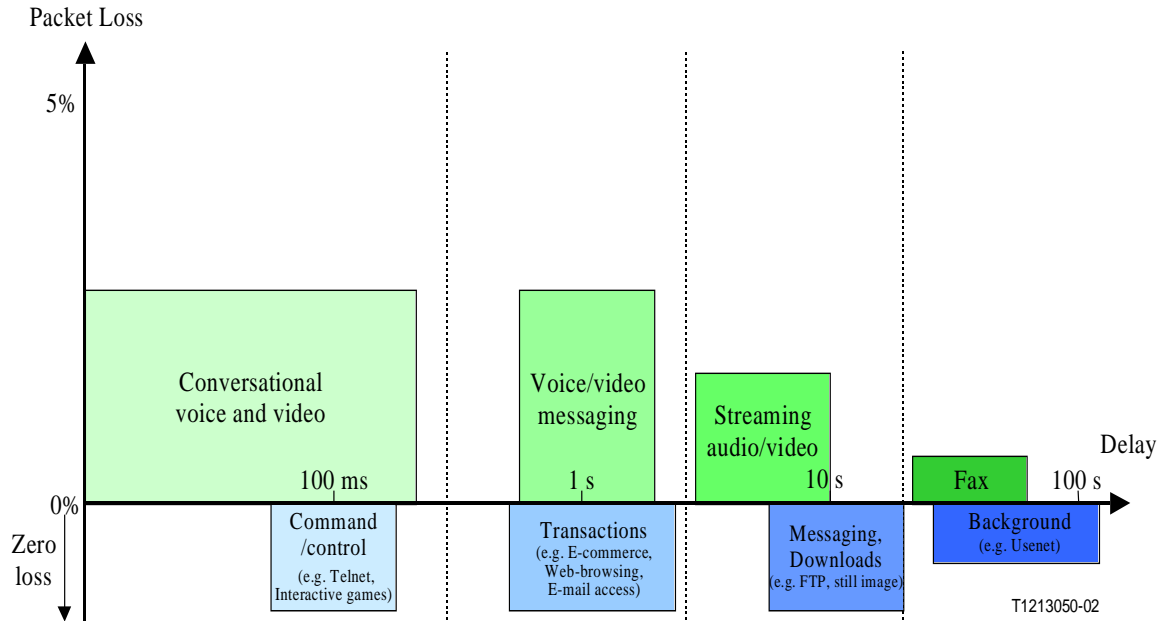 Packet Loss
5%
Conversational
voice and video
Voice/video
messaging
Streaming
audio/video
Delay
100 ms
1 s
10 s
Fax
100 s
0%
Zero
loss
Command
/control
(e.g. Telnet,
Interactive games)
Transactions
(e.g. E-commerce,
Web-browsing,
E-mail access)
Messaging,
Downloads
(e.g. FTP, still image)
Background
(e.g. Usenet)
T1213050-02